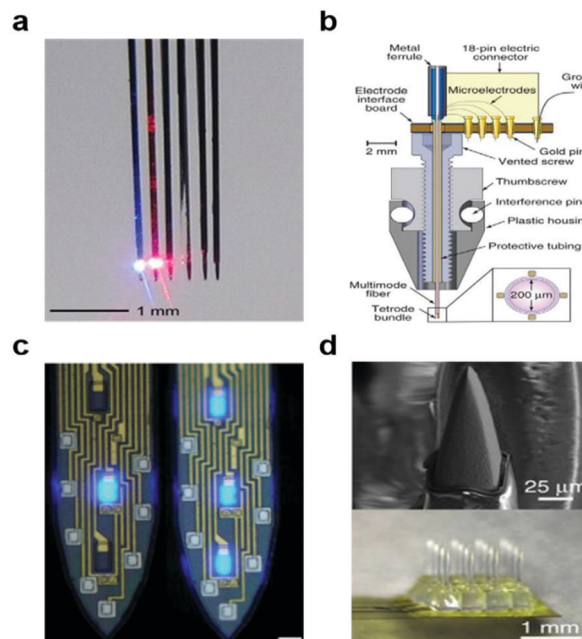 a
1 mm
b
Metal
ferrule
18-pin electric
connector
Microelectrodes
Electrode
interface
board
2 mm
Gold pin
Vented screw
Thumbscrew
Interference pin
Plastic housin
Protective tubing
Multimode
fiber
Tetrode
bundle
200 µm
c
d
25 µm
1 mm